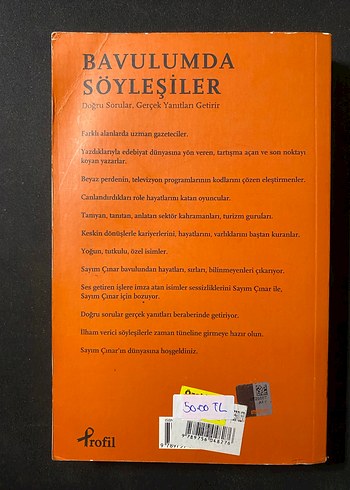 BAVULUMDA
SÖYLEŞİLER
Doğru Sorular, Gerçek Yanıtları Getirir
Farklı alanlarda uzman gazeteciler.
Yazdıklarıyla edebiyat dünyasına yön veren, tartışma açan ve son noktayı
koyan yazarlar.
Beyaz perdenin, televizyon programlarının kodlarını çözen eleştirmenler.
Canlandırdıkları role hayatlarını katan oyuncular.
Tanıyan, tanıtan, anlatan sektör kahramanları, turizm guruları.
Keskin dönüşlerle kariyerlerini, hayatlarını, varlıklarını baştan kuranlar.
Yoğun, tutkulu, özel isimler.
Sayım Çınar bavulundan hayatları, sırları, bilinmeyenleri çıkarıyor.
Ses getiren işlere imza atan isimler sessizliklerini Sayım Çınar ile,
Sayım Çınar için bozuyor.
Doğru sorular gerçek yanıtları beraberinde getiriyor.
İlham verici söyleşilerle zaman tüneline girmeye hazır olun.
Sayım Çınar'ın dünyasına hoşgeldiniz.
50.00 TL
Profil